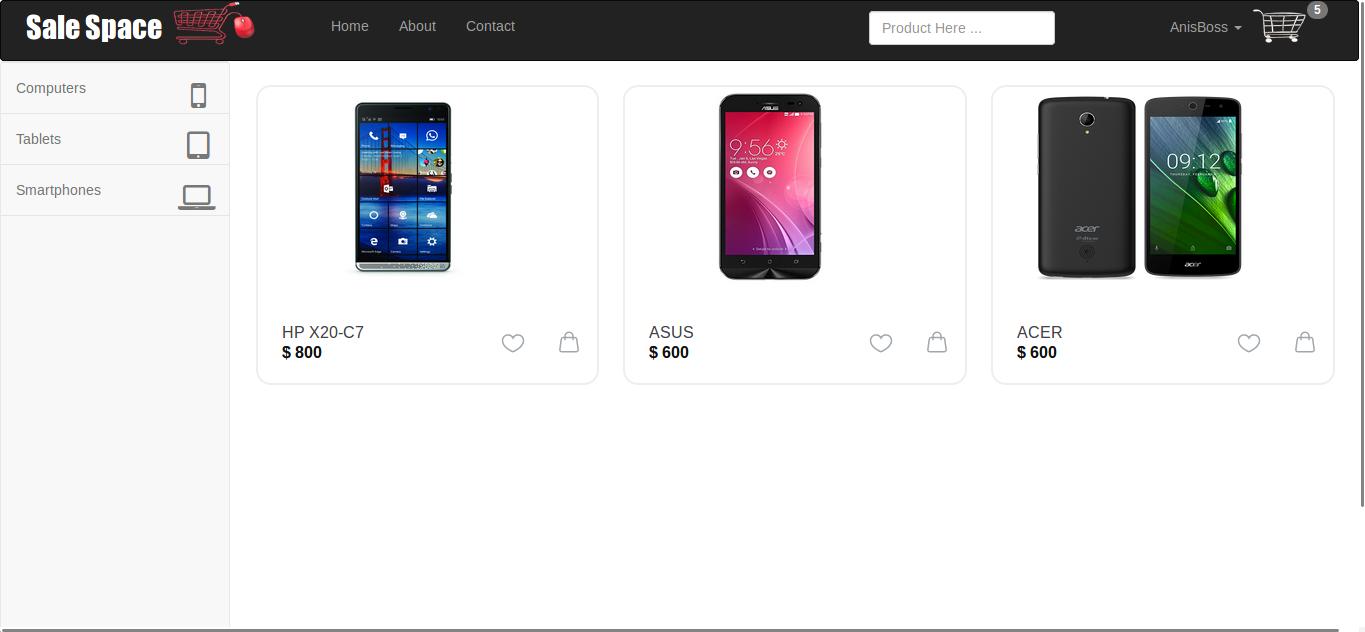 Sale Space
Home About Contact
Product Here ...
AnisBoss
5
Computers
Tablets
Smartphones
ASUS
9:56
09:12
acer
acer
HP X20-C7
$ 800
ASUS
$ 600
ACER
$ 600